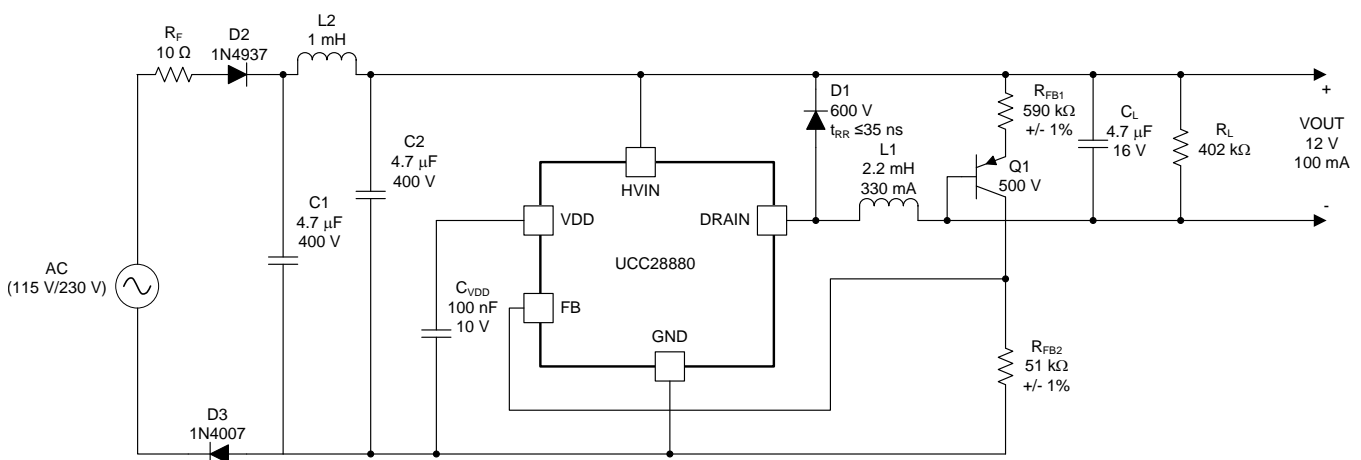 RF
10 Ω
D2
1N4937
L2
1 mH
C1
4.7 μF
400 V
C2
4.7 μF
400 V
AC
(115 V/230 V)
D3
1N4007
CVDD
100 nF
10 V
HVIN
VDD
DRAIN
UCC28880
FB
GND
D1
600 V
tRR ≤35 ns
L1
2.2 mH
330 mA
RFB1
590 kΩ
+/- 1%
Q1
500 V
CL
4.7 μF
16 V
RL
402 kΩ
+
VOUT
12 V
100 mA
-
RFB2
51 kΩ
+/- 1%